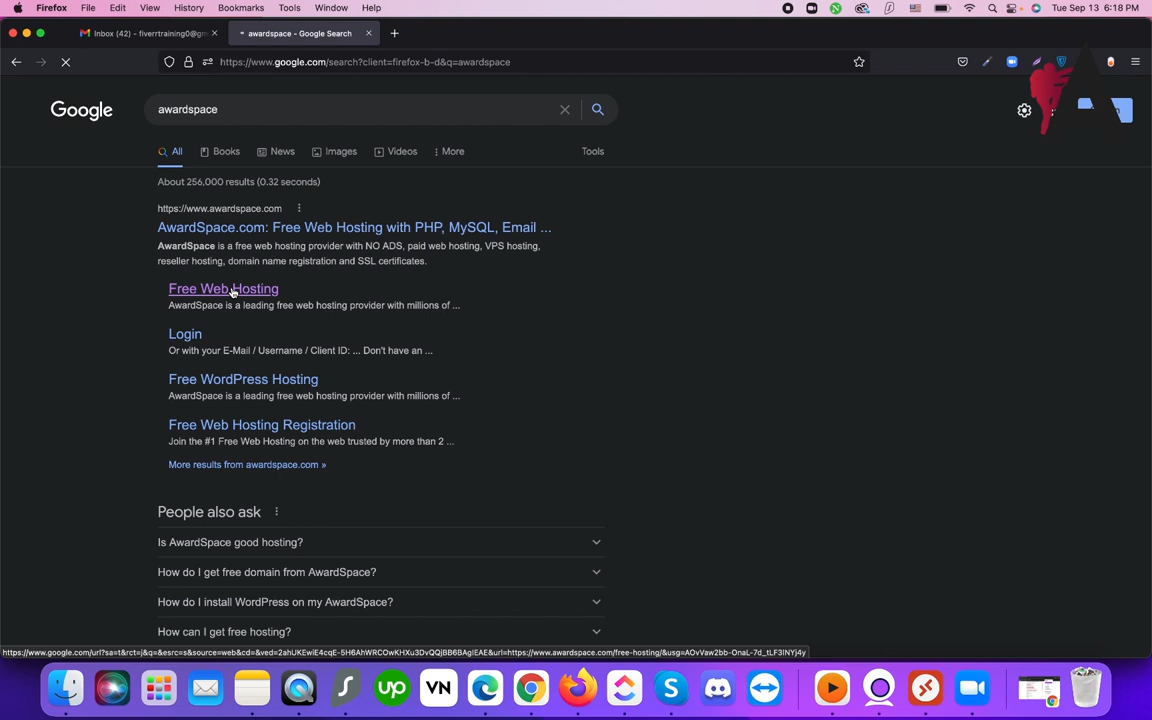 Firefox File Edit View History Bookmarks Tools Window Help
Tue Sep 13 6:18 PM
Inbox (42) - fiverrtraining0@gm
awardspace - Google Search
https://www.google.com/search?client=firefox-b-d&q=awardspace
Google
awardspace
All Books News Images Videos More Tools
About 256,000 results (0.32 seconds)
https://www.awardspace.com
AwardSpace.com: Free Web Hosting with PHP, MySQL, Email ...
AwardSpace is a free web hosting provider with NO ADS, paid web hosting, VPS hosting,
reseller hosting, domain name registration and SSL certificates.
Free Web Hosting
AwardSpace is a leading free web hosting provider with millions of ...
Login
Or with your E-Mail / Username / Client ID: ... Don't have an ...
Free WordPress Hosting
AwardSpace is a leading free web hosting provider with millions of ...
Free Web Hosting Registration
Join the #1 Free Web Hosting on the web trusted by more than 2 ...
More results from awardspace.com »
People also ask
Is AwardSpace good hosting?
How do I get free domain from AwardSpace?
How do I install WordPress on my AwardSpace?
How can I get free hosting?
up
VN